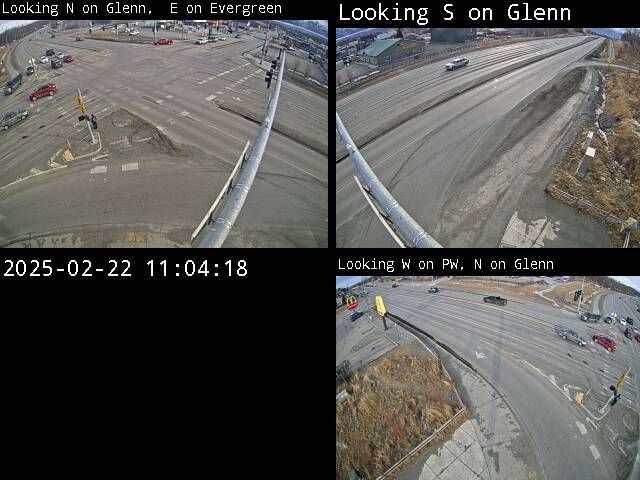 Looking N on Glenn, E on Evergreen
Looking S on Glenn
2025-02-22 11:04:18
Looking W on PW, N on Glenn